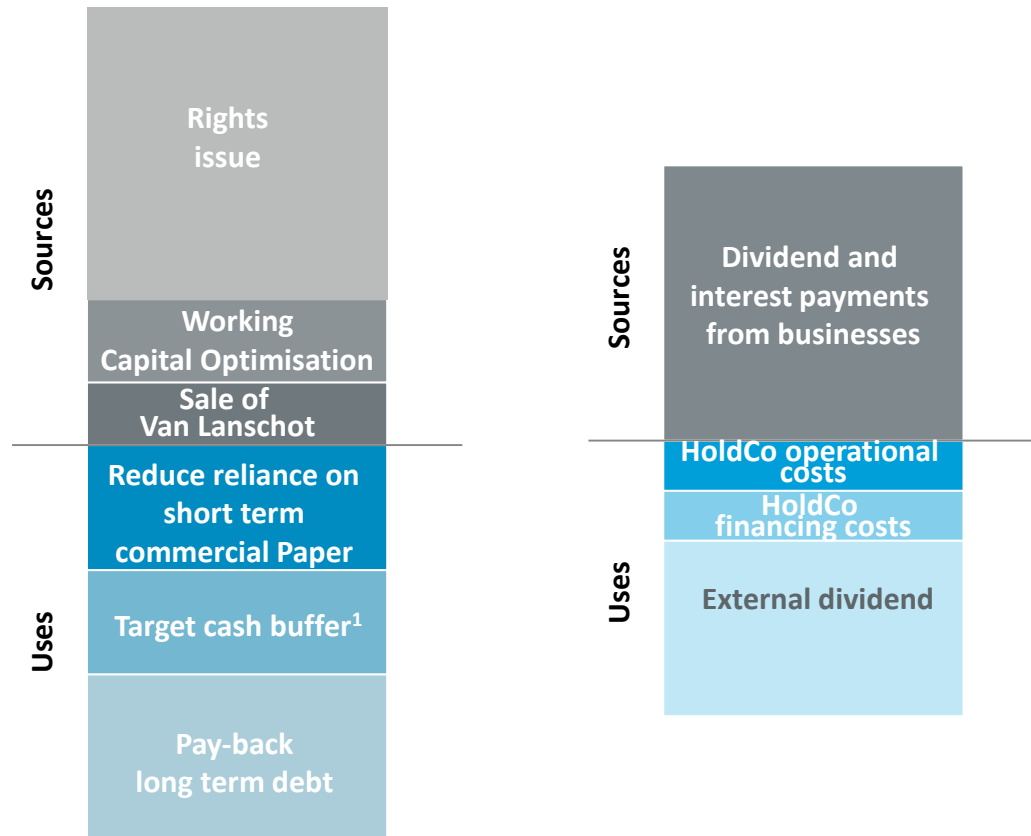 Sources
Rights
issue
Working
Capital Optimisation
Sale of
Van Lanschot
Uses
Reduce reliance on
short term
commercial Paper
Target cash buffer1
Pay-back
long term debt
Sources
Dividend and
interest payments
from businesses
Uses
HoldCo operational
costs
HoldCo
financing costs
External dividend